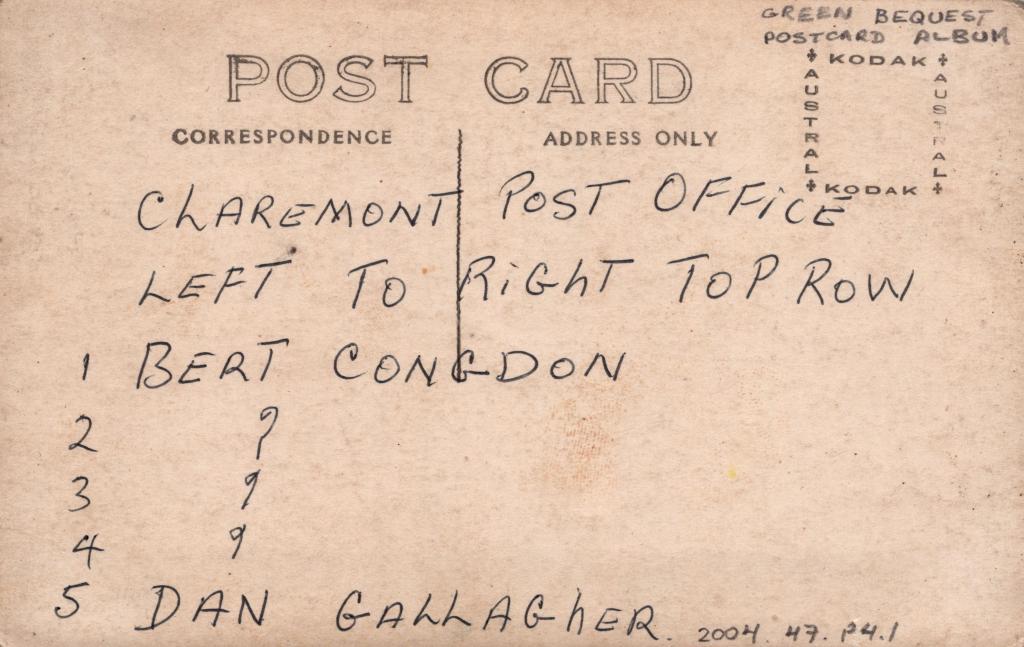 GREEN BEQUEST
POSTCARD ALBUM
POST CARD
KODAK
AUSTRAL
AUSTRAL
KODAK
CORRESPONDENCE
ADDRESS ONLY
CLAREMONT POST OFFICE
LEFT TO RIGHT TOP ROW
1 BERT CONGDON
2 ?
3 ?
4 ?
5 DAN GALLAGHER.
2004. 47. P4.1